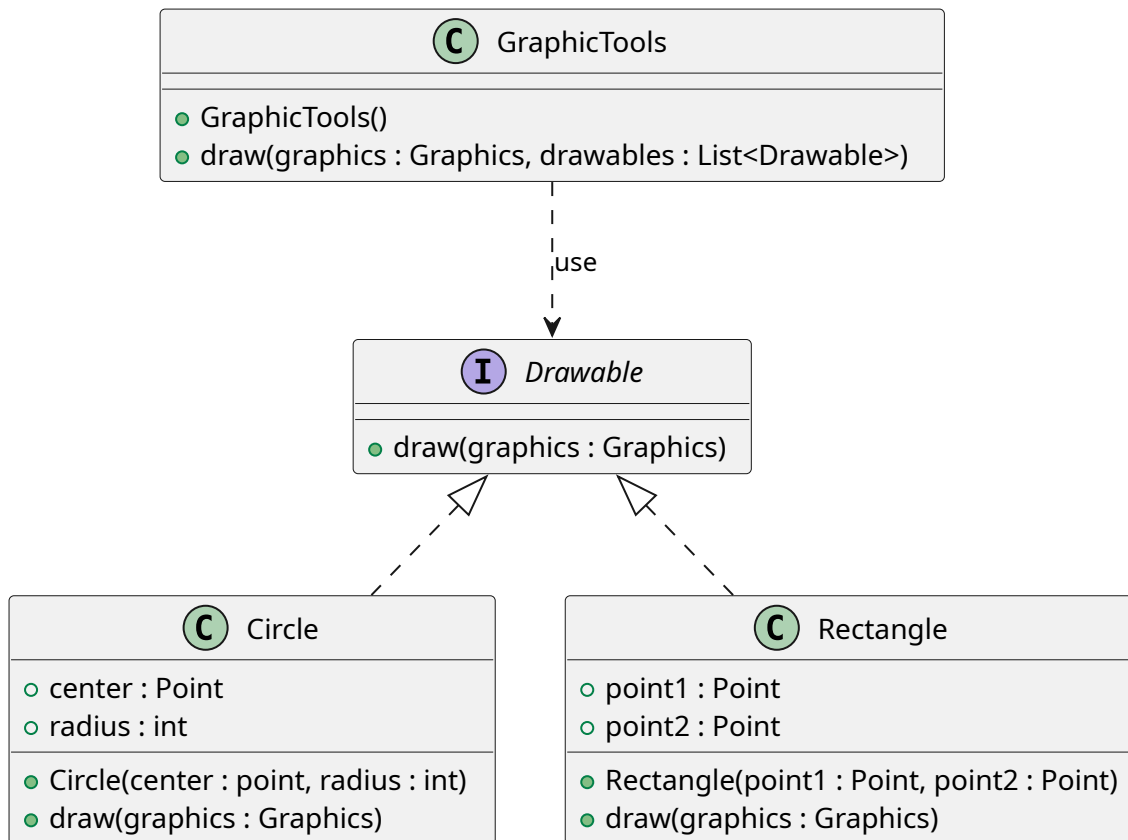 C GraphicTools
GraphicTools()
draw(graphics : Graphics, drawables : List<Drawable>)
use
I Drawable
draw(graphics : Graphics)
C Circle
center : Point
radius : int
Circle(center : point, radius : int)
draw(graphics : Graphics)
C Rectangle
point1 : Point
point2 : Point
Rectangle(point1 : Point, point2 : Point)
draw(graphics : Graphics)